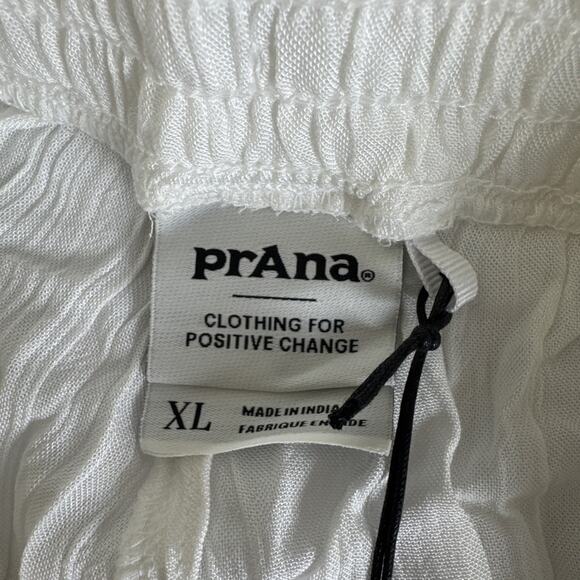 prAna®
CLOTHING FOR
POSITIVE CHANGE
XL
MADE IN INDIA
FABRIQUE EN